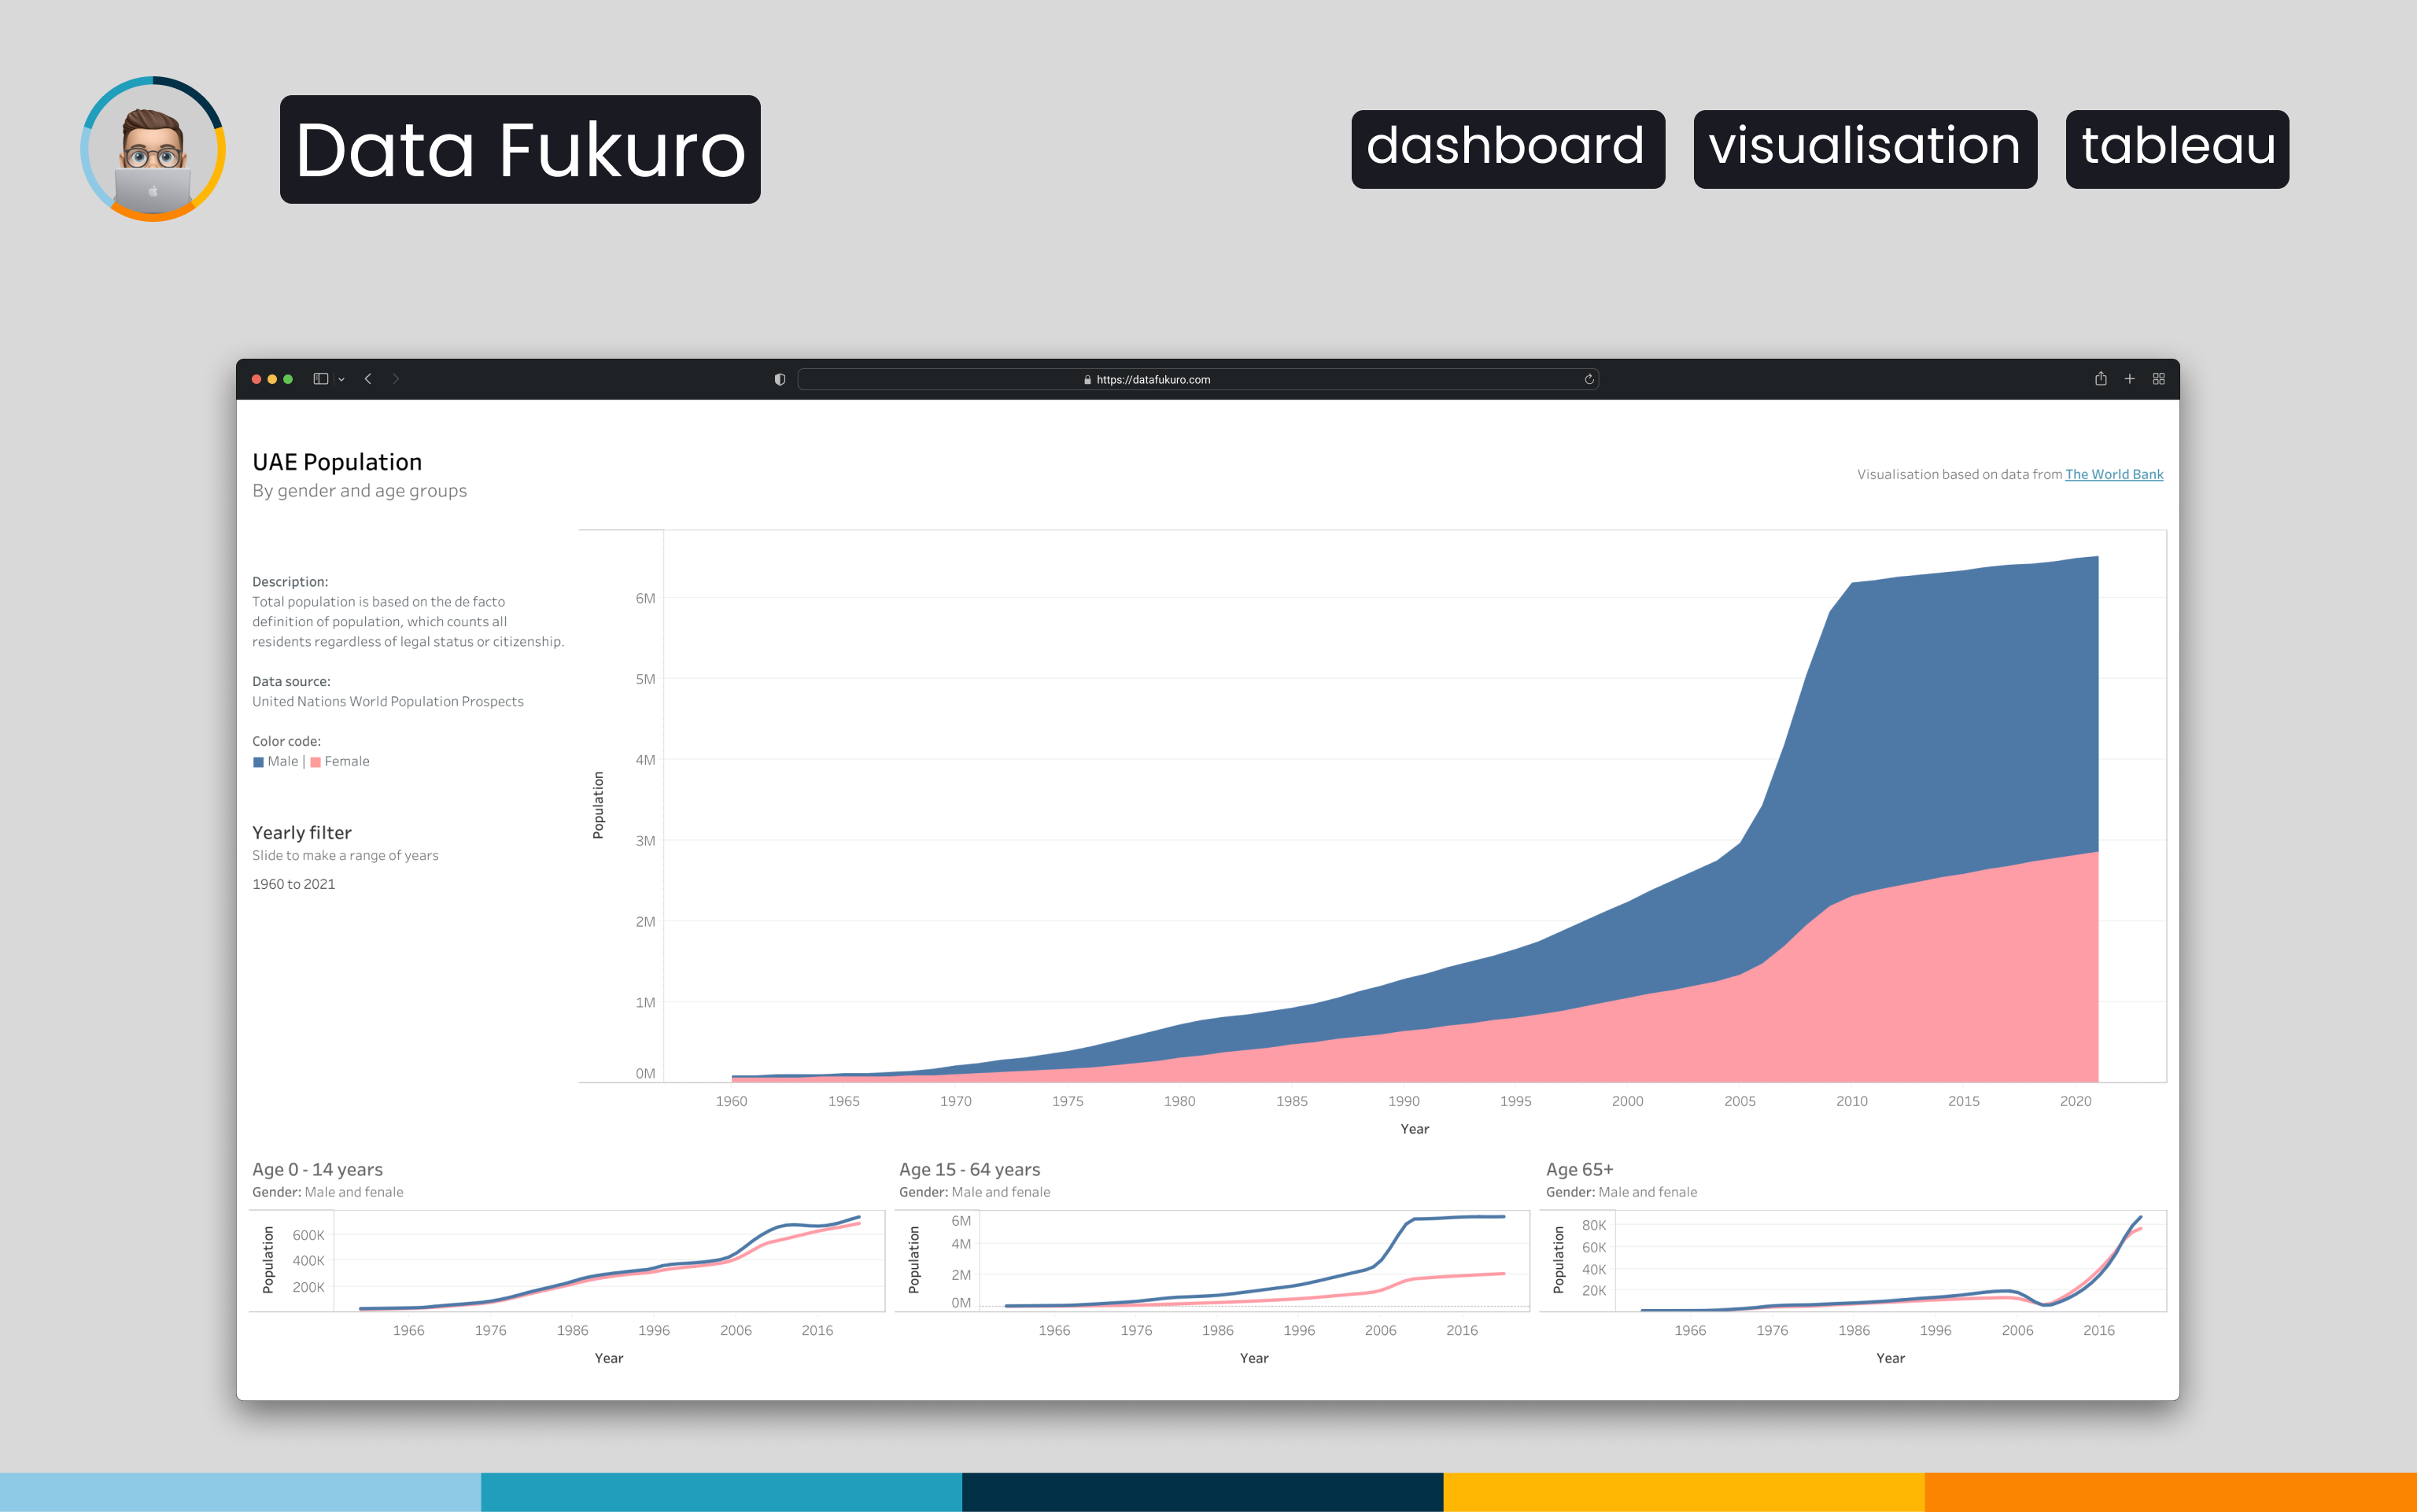 Data Fukuro
dashboard
visualisation
tableau
https://datafukuro.com
UAE Population
By gender and age groups
Visualisation based on data from The World Bank
Description:
Total population is based on the de facto
definition of population, which counts all
residents regardless of legal status or citizenship.
Data source:
United Nations World Population Prospects
Color code:
Male | Female
Yearly filter
Slide to make a range of years
1960 to 2021
Population
6M
5M
4M
3M
2M
1M
0M
1960 1965 1970 1975 1980 1985 1990 1995 2000 2005 2010 2015 2020
Year
Age 0 - 14 years
Gender: Male and fenale
Population
600K
400K
200K
1966 1976 1986 1996 2006 2016
Year
Age 15 - 64 years
Gender: Male and fenale
Population
6M
4M
2M
0M
1966 1976 1986 1996 2006 2016
Year
Age 65+
Gender: Male and fenale
Population
80K
60K
40K
20K
1966 1976 1986 1996 2006 2016
Year